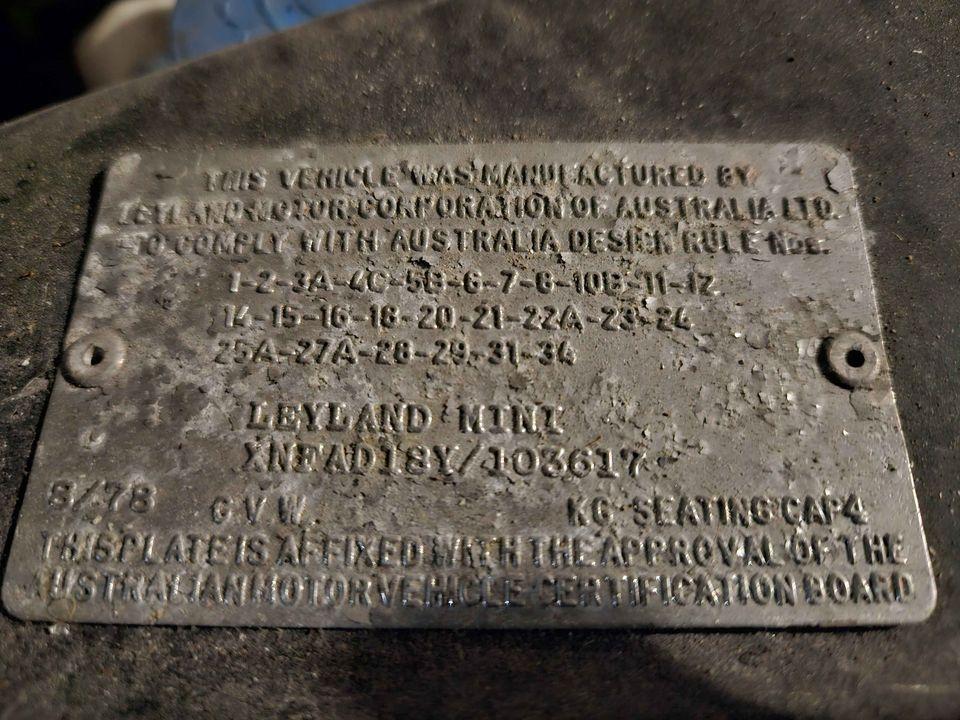 THIS VEHICLE WAS MANUFACTURED BY
LEYLAND MOTOR CORPORATION OF AUSTRALIA LTD.
TO COMPLY WITH AUSTRALIA DESIGN RULE Nos.
1-2-3A-4C-5B-6-7-8-10B-11-12
14-15-16-18-20-21-22A-23-24
25A-27A-28-29-31-34
LEYLAND MINI
XNFAD18Y/103617
8/78 G V W KG SEATING CAP 4
THIS PLATE IS AFFIXED WITH THE APPROVAL OF THE
AUSTRALIAN MOTOR VEHICLE CERTIFICATION BOARD